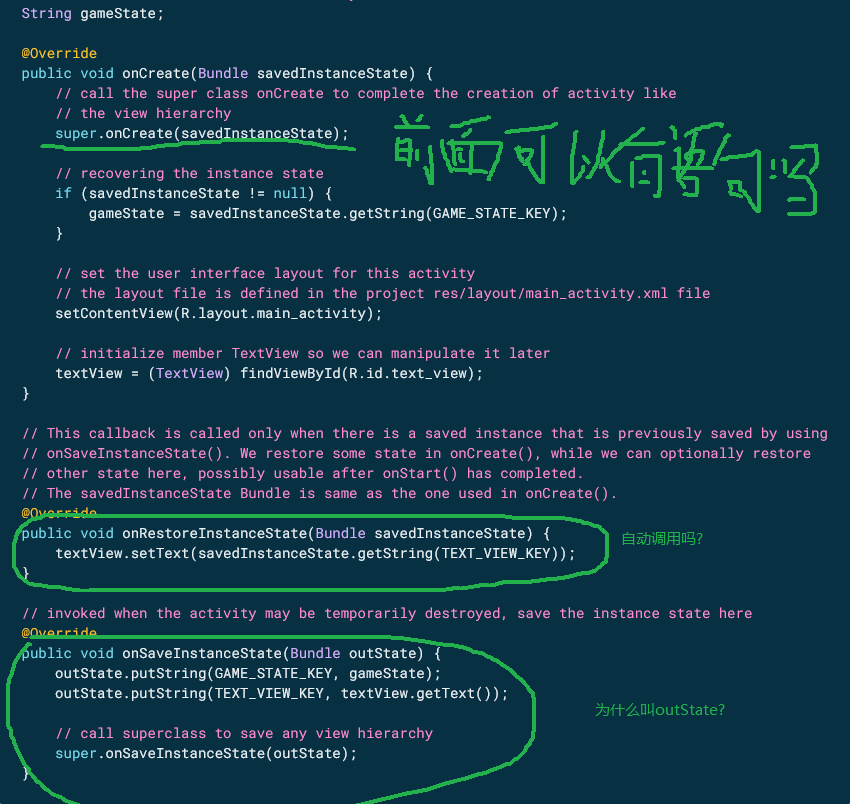 String gameState;
@Override
public void onCreate(Bundle savedInstanceState) {
// call the super class onCreate to complete the creation of activity like
// the view hierarchy
super.onCreate(savedInstanceState);
前面可以有语句吗
// recovering the instance state
if (savedInstanceState != null) {
gameState = savedInstanceState.getString(GAME_STATE_KEY);
}
// set the user interface layout for this activity
// the layout file is defined in the project res/layout/main_activity.xml file
setContentView(R.layout.main_activity);
// initialize member TextView so we can manipulate it later
textView = (TextView) findViewById(R.id.text_view);
}
// This callback is called only when there is a saved instance that is previously saved by using
// onSaveInstanceState(). We restore some state in onCreate(), while we can optionally restore
// other state here, possibly usable after onStart() has completed.
// The savedInstanceState Bundle is same as the one used in onCreate().
@Override
public void onRestoreInstanceState(Bundle savedInstanceState) {
自动调用吗?
textView.setText(savedInstanceState.getString(TEXT_VIEW_KEY));
}
// invoked when the activity may be temporarily destroyed, save the instance state here
@Override
public void onSaveInstanceState(Bundle outState) {
outState.putString(GAME_STATE_KEY, gameState);
outState.putString(TEXT_VIEW_KEY, textView.getText());
为什么叫outState?
// call superclass to save any view hierarchy
super.onSaveInstanceState(outState);
}